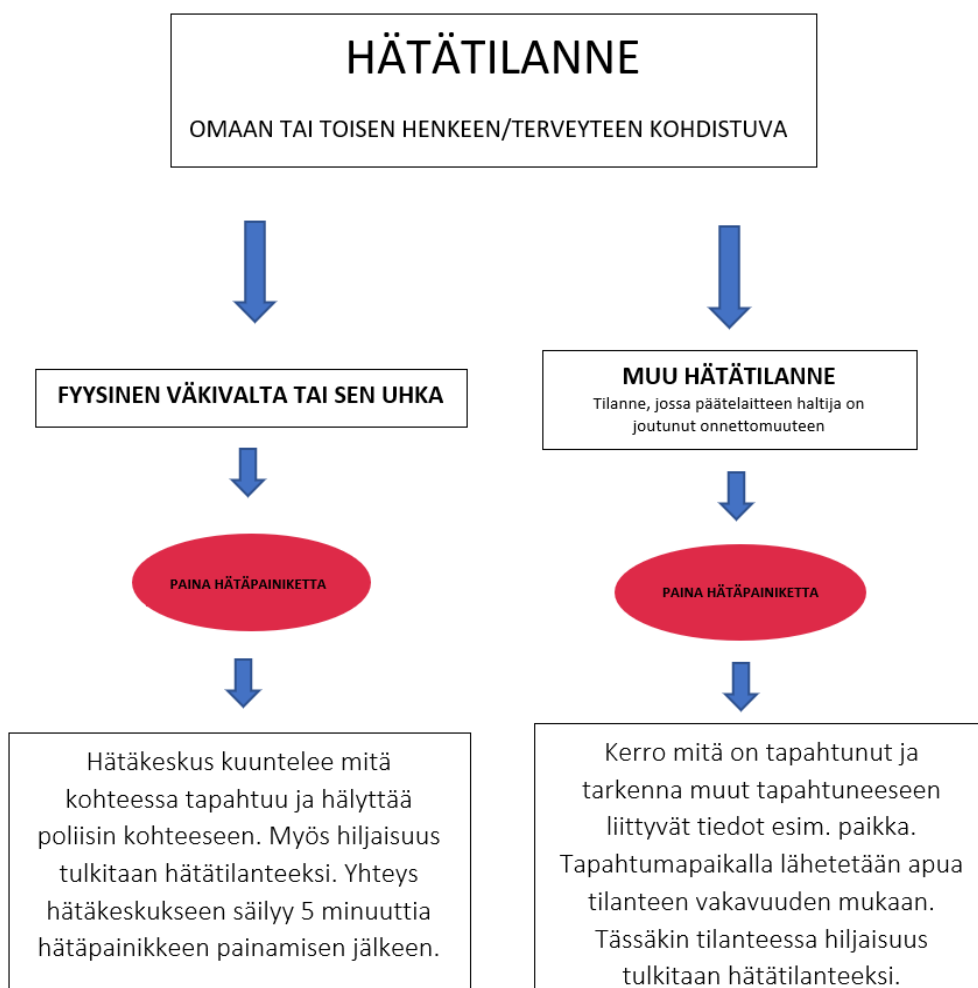 HÄTÄTILANNE
OMAAN TAI TOISEN HENKEEN/TERVEYTEEN KOHDISTUVA
FYYSINEN VÄKIVALTA TAI SEN UHKA
PAINA HÄTÄPAINIKETTA
Hätäkeskus kuuntelee mitä
kohteessa tapahtuu ja hälyttää
poliisin kohteeseen. Myös hiljaisuus
tulkitaan hätätilanteeksi. Yhteys
hätäkeskukseen säilyy 5 minuuttia
hätäpainikkeen painamisen jälkeen.
MUU HÄTÄTILANNE
Tilanne, jossa päätelaitteen haltija on
joutunut onnettomuuteen
PAINA HÄTÄPAINIKETTA
Kerro mitä on tapahtunut ja
tarkenna muut tapahtuneeseen
liittyvät tiedot esim. paikka.
Tapahtumapaikalla lähetetään apua
tilanteen vakavuuden mukaan.
Tässäkin tilanteessa hiljaisuus
tulkitaan hätätilanteeksi.